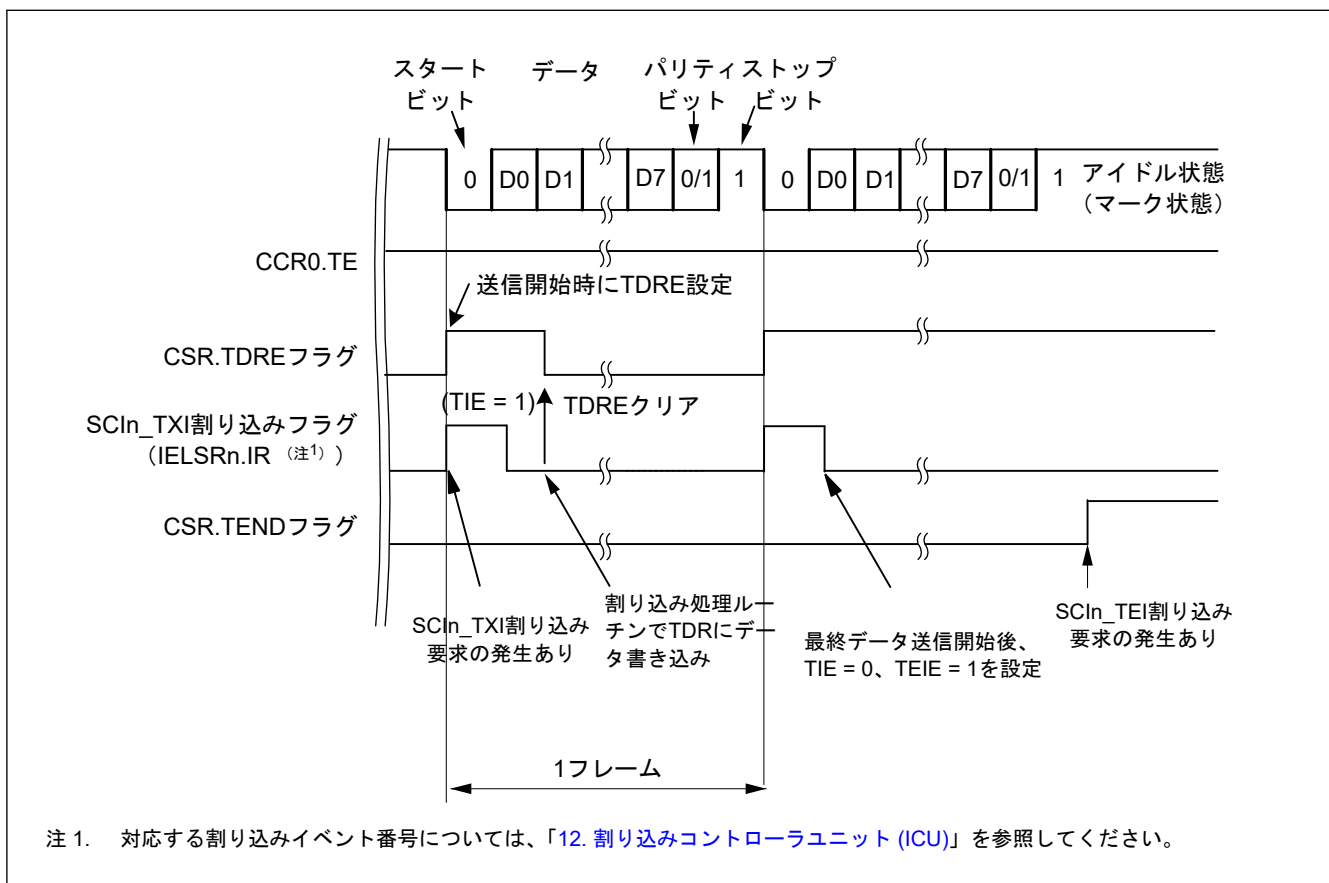 スタート
ビット
データ
パリティ
ビット
ストップ
ビット
0 D0 D1 D7 0/1 1 0 D0 D1 D7 0/1 1
アイドル状態
（マーク状態）
CCR0.TE
送信開始時にTDRE設定
CSR.TDREフラグ
(TIE = 1)
TDREクリア
SCIn_TXI割り込みフラグ
（IELSRn.IR （注1））
CSR.TENDフラグ
SCIn_TXI割り込み
要求の発生あり
割り込み処理ルー
チンでTDRにデー
タ書き込み
最終データ送信開始後、
TIE = 0、TEIE = 1を設定
SCIn_TEI割り込み
要求の発生あり
1フレーム
注 1. 対応する割り込みイベント番号については、「12. 割り込みコントローラユニット (ICU)」を参照してください。